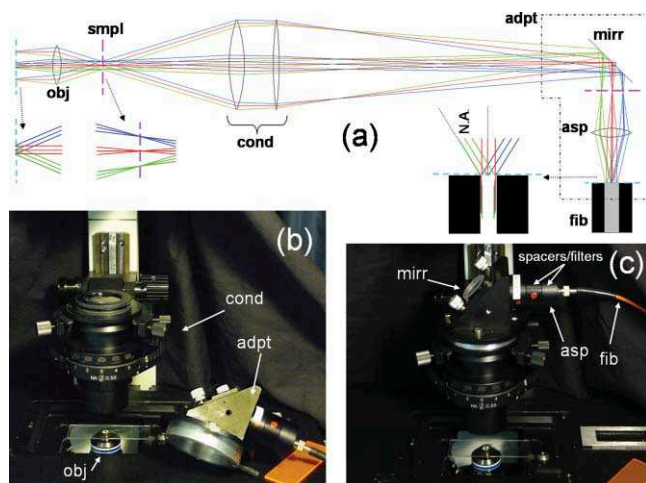 adpt
smpl
mirr
obj
cond
(a)
N.A.
asp
fib
(b)
cond
adpt
obj
(c)
spacers/filters
mirr
asp
fib